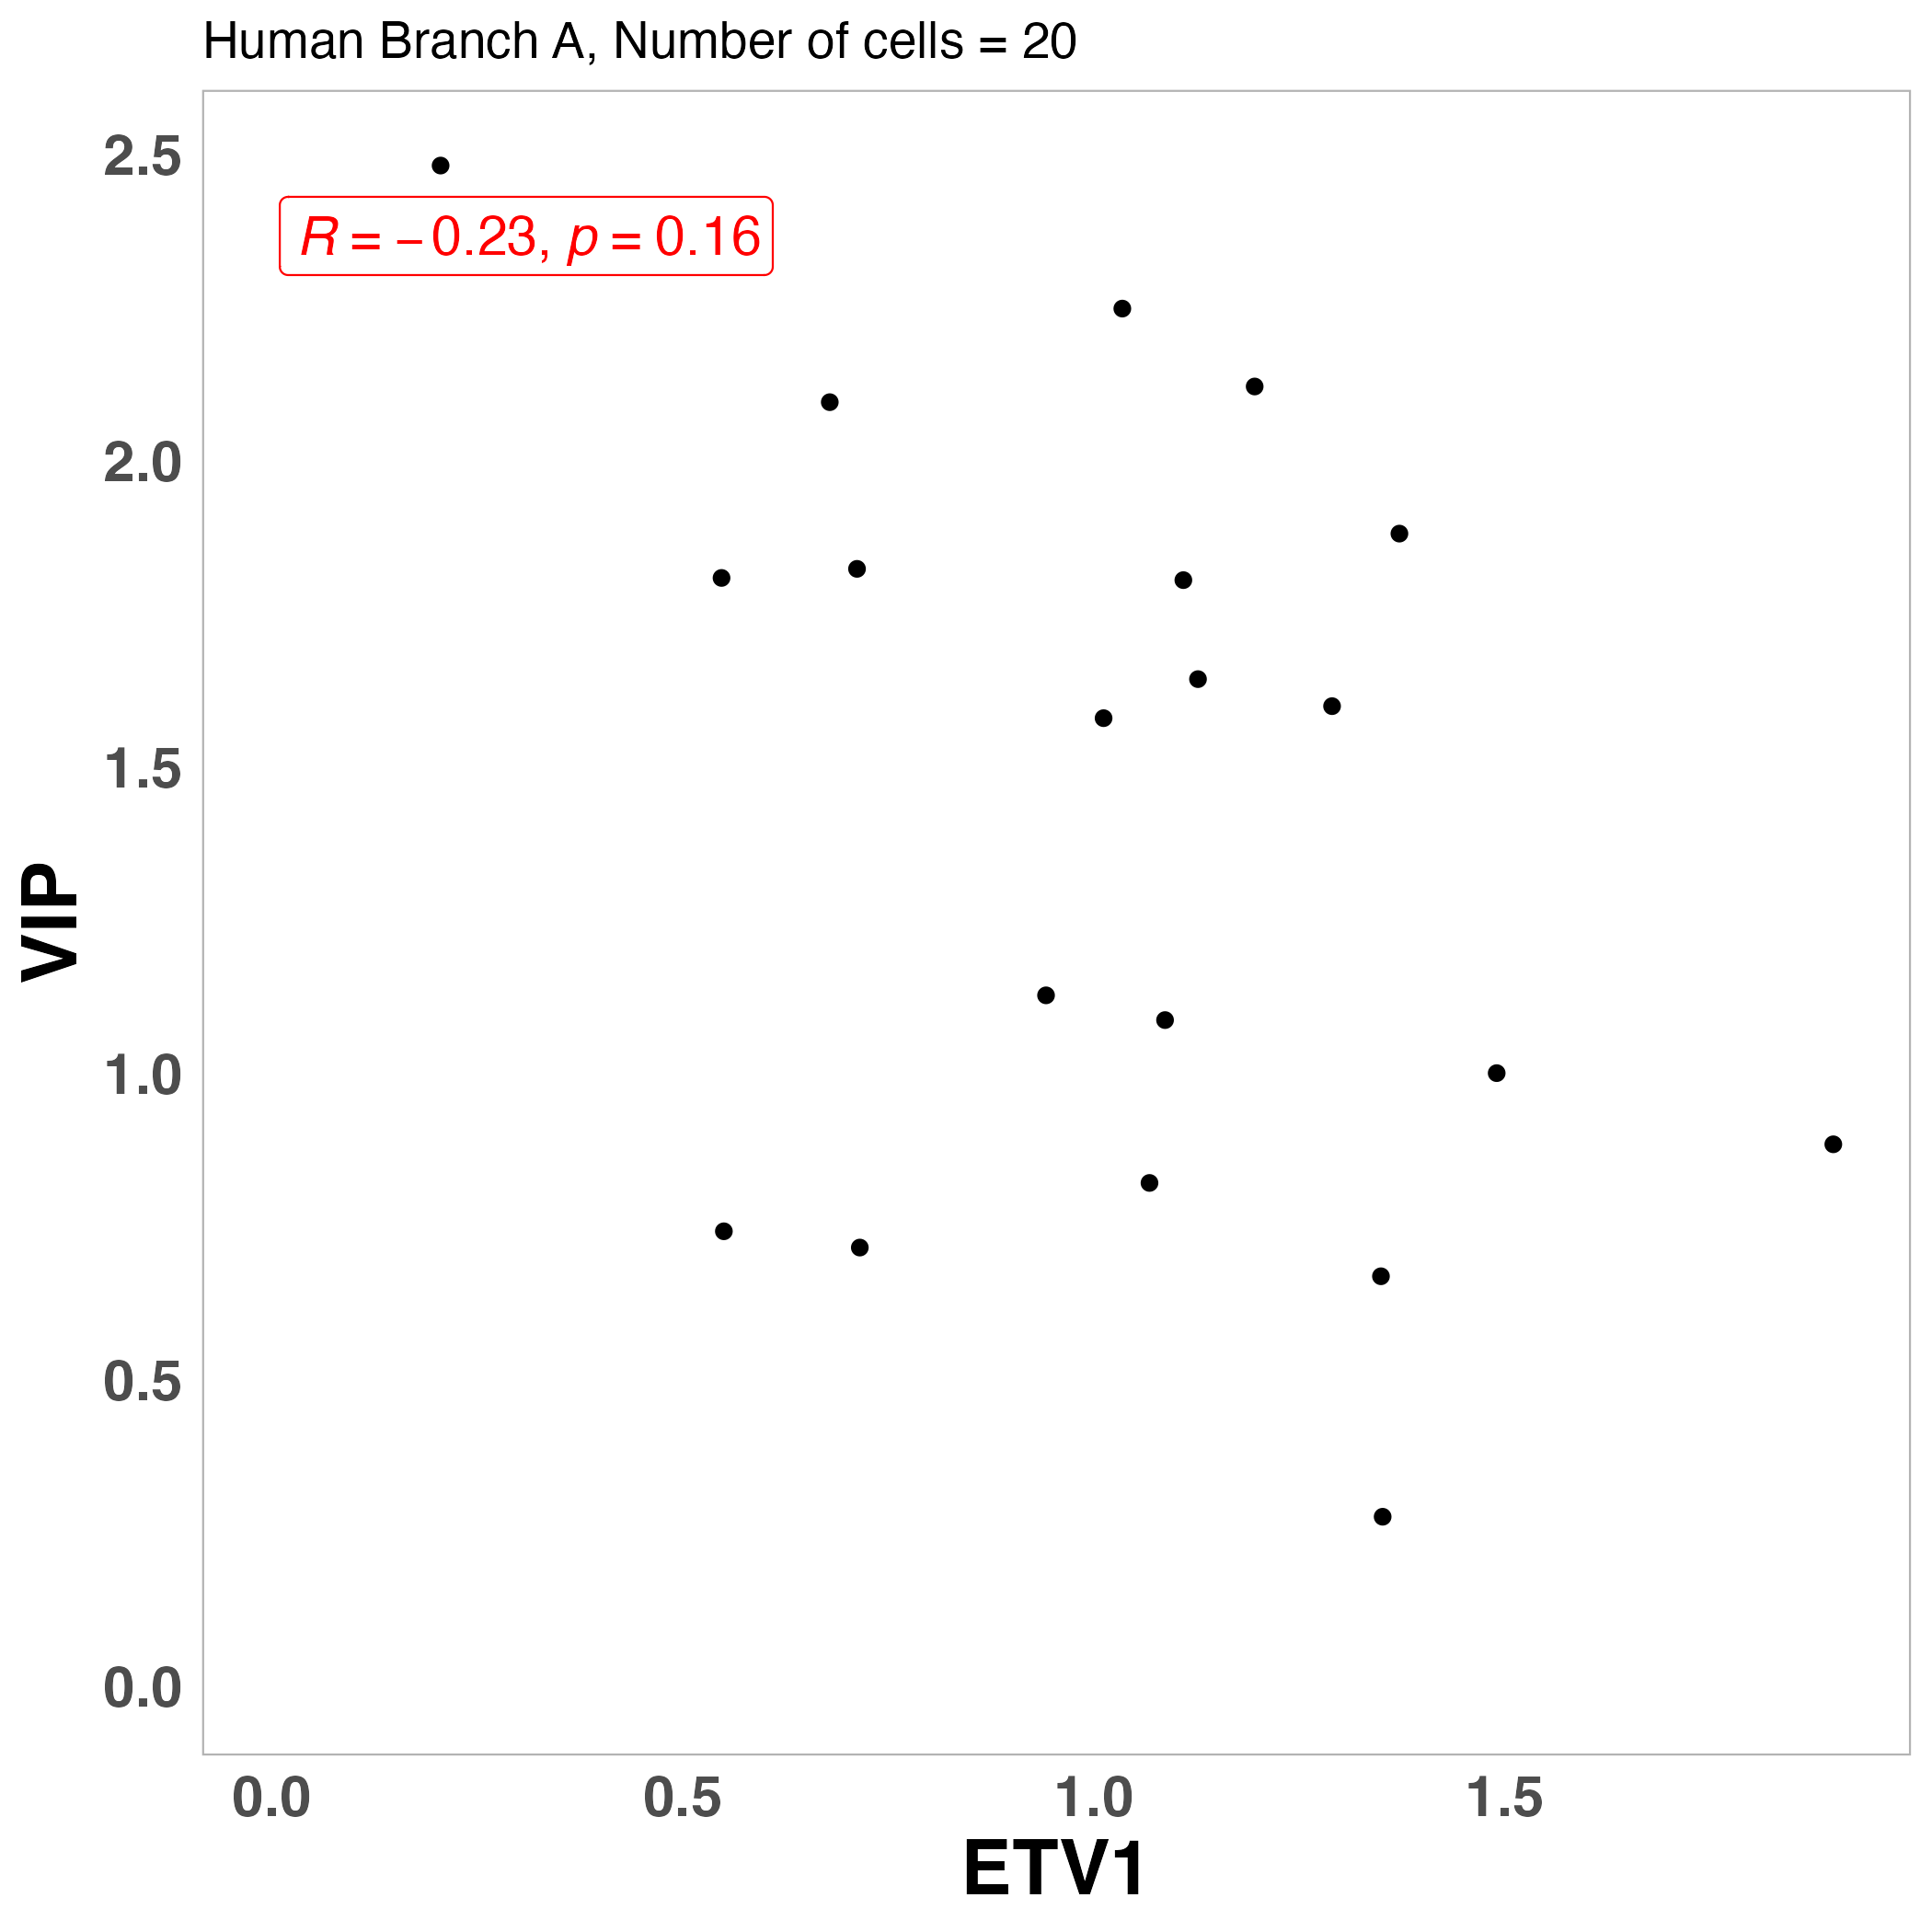 Human Branch A, Number of cells = 20
2.5
R = −0.23, p = 0.16
2.0
1.5
VIP
1.0
0.5
0.0
0.0 0.5 1.0 1.5
ETV1